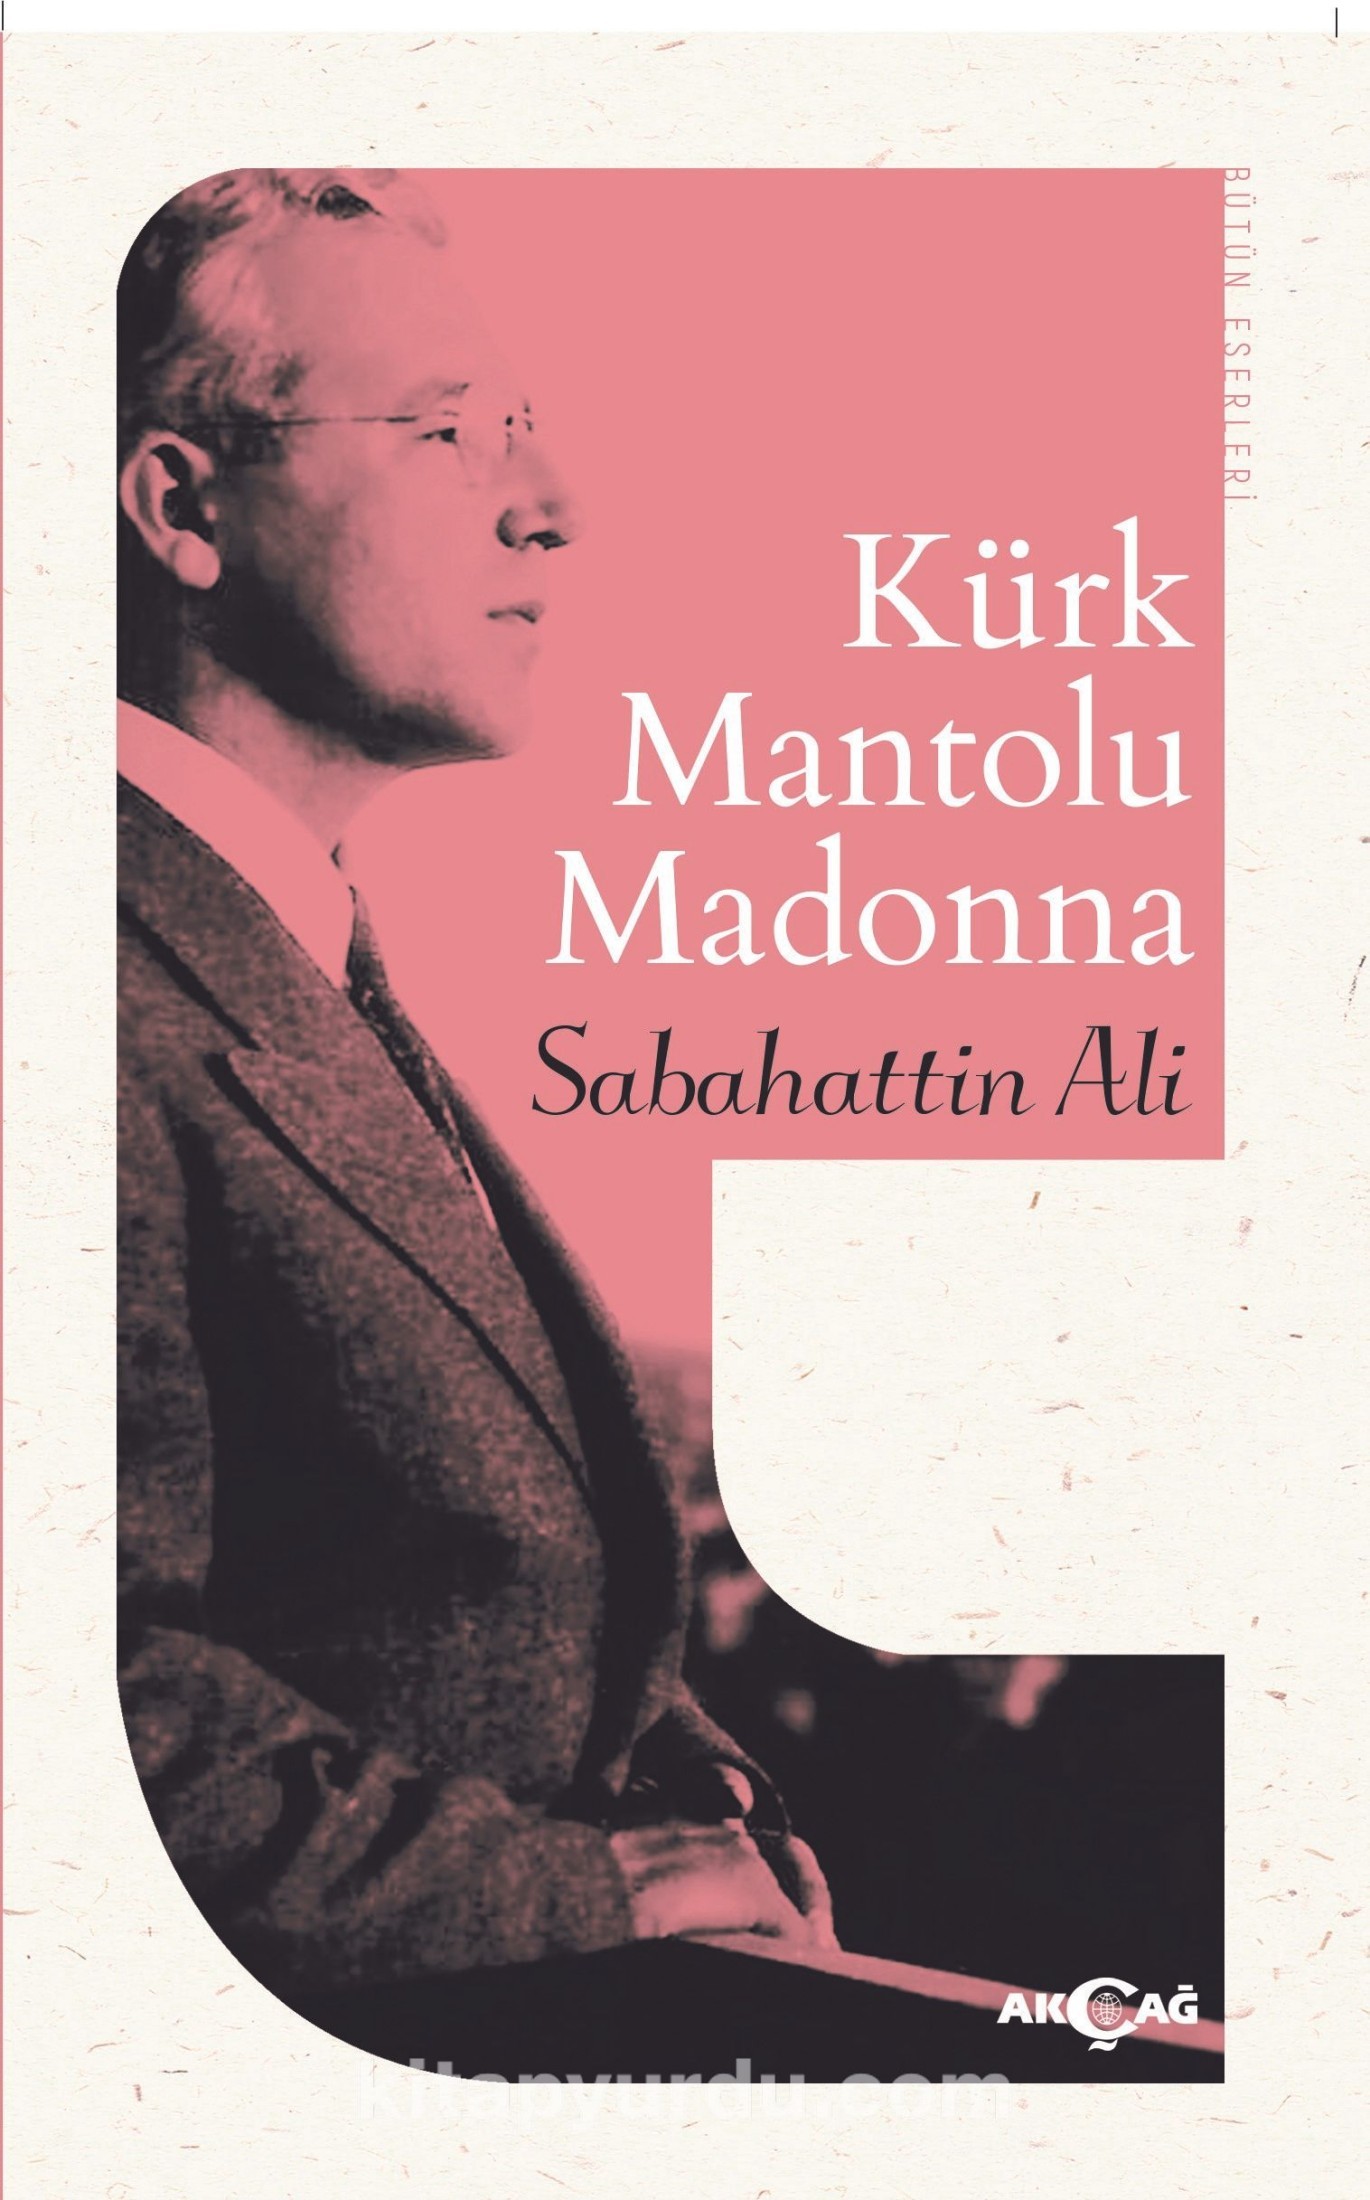 BÜTÜN ESERLERİ
Kürk
Mantolu
Madonna
Sabahattin Ali
AKÇAĞ
kitapyurdu.com